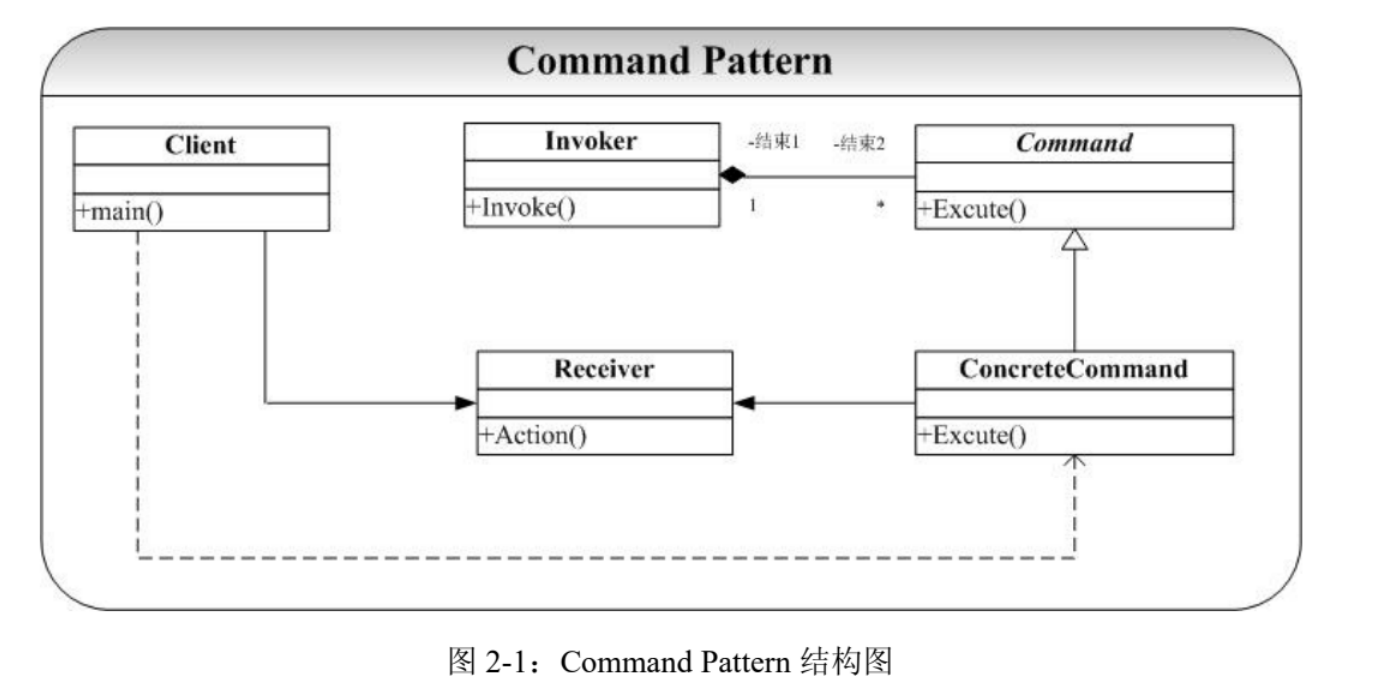 Command Pattern
Client
+main()
Invoker
+Invoke()
-结束1
-结束2
1
*
Command
+Excute()
Receiver
+Action()
ConcreteCommand
+Excute()
图 2-1：Command Pattern 结构图